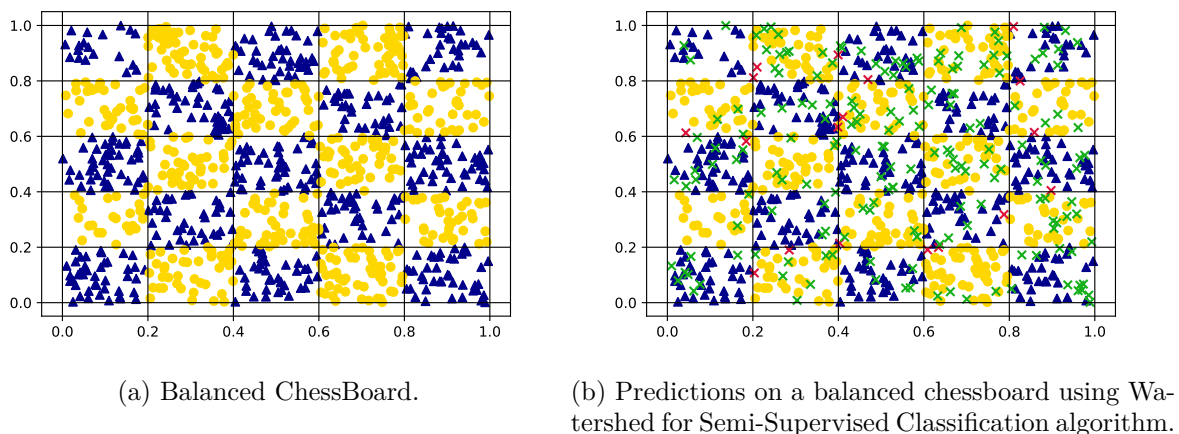 1.0
0.8
0.6
0.4
0.2
0.0
0.0 0.2 0.4 0.6 0.8 1.0
(a) Balanced ChessBoard.
1.0
0.8
0.6
0.4
0.2
0.0
0.0 0.2 0.4 0.6 0.8 1.0
(b) Predictions on a balanced chessboard using Wa-
tershed for Semi-Supervised Classification algorithm.